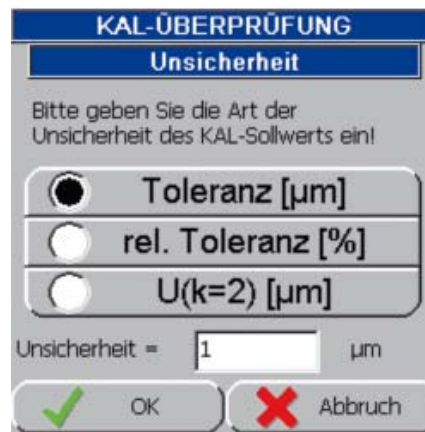 KAL-ÜBERPRÜFUNG
Unsicherheit
Bitte geben Sie die Art der
Unsicherheit des KAL-Sollwerts ein!
Toleranz [µm]
rel. Toleranz [%]
U(k=2) [µm]
Unsicherheit = 1 µm
OK Abbruch